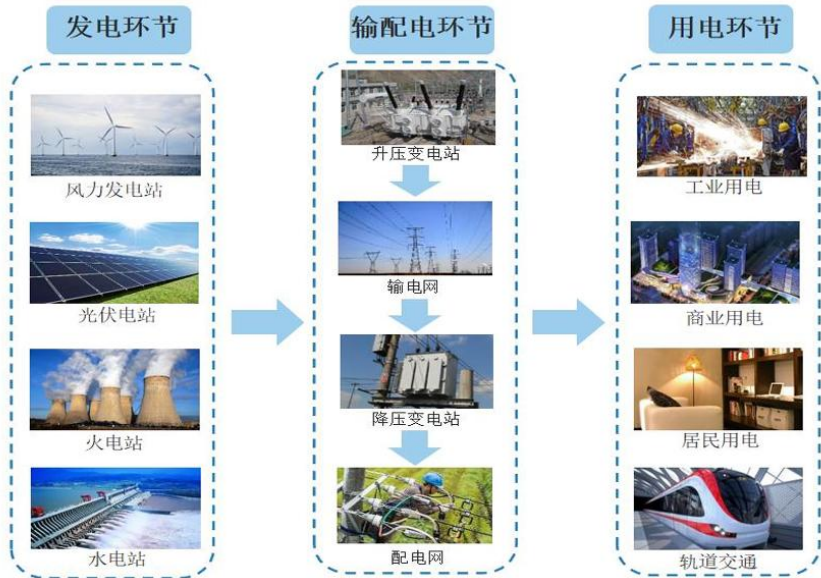 发电环节
输配电环节
用电环节
风力发电站
光伏电站
火电站
水电站
升压变电站
输电网
降压变电站
配电网
工业用电
商业用电
居民用电
轨道交通